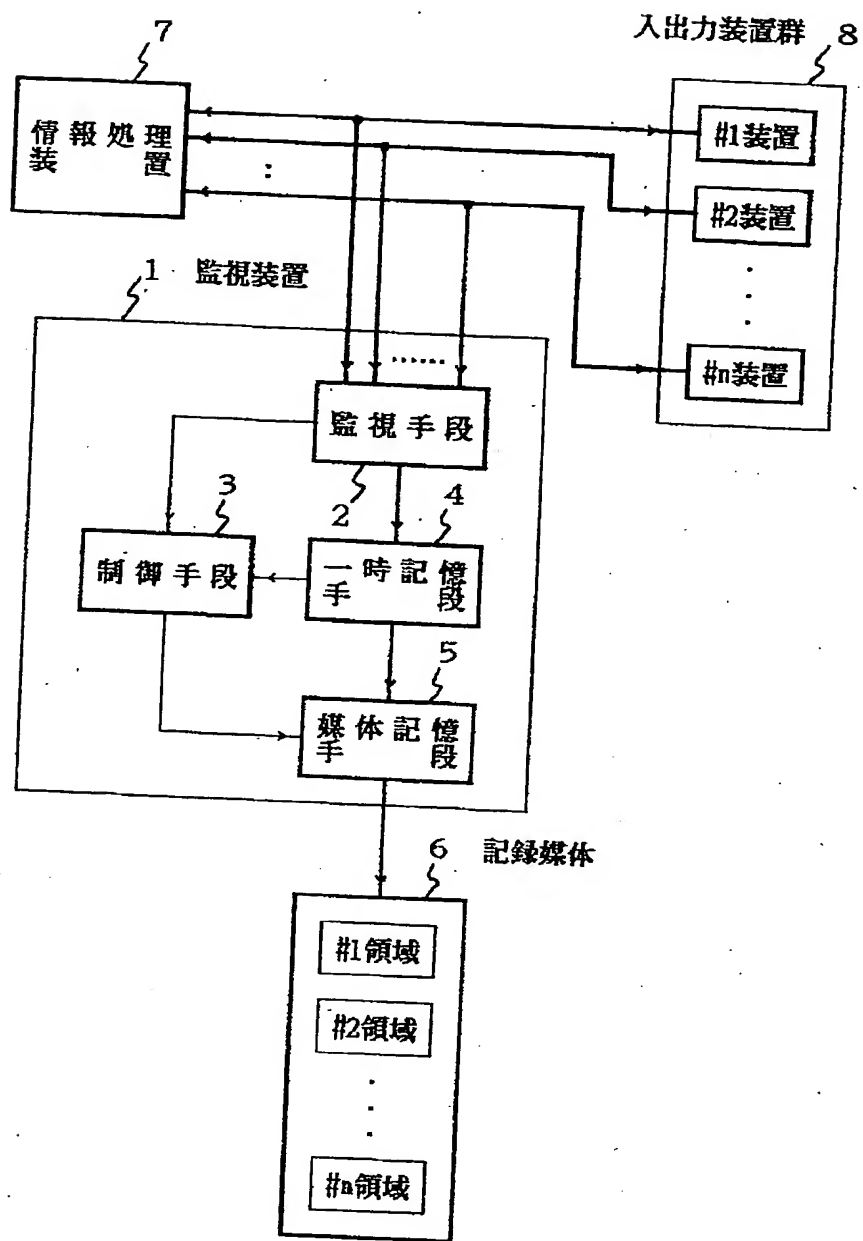 7
入出力装置群 8
情報処理
装置
#1装置
#2装置
:
・・・
#n装置
1 監視装置
……
監視手段
2
3
4
制御手段
一時記憶
手段
5
媒体記憶
手段
6 記録媒体
#1領域
#2領域
・・・
#n領域